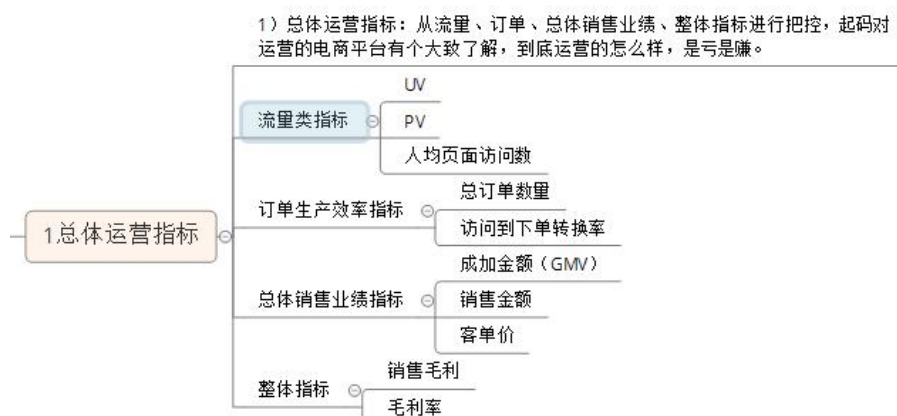 1）总体运营指标：从流量、订单、总体销售业绩、整体指标进行把控，起码对
运营的电商平台有个大致了解，到底运营的怎么样，是亏是赚。
UV
流量类指标
PV
人均页面访问数
总订单数量
订单生产效率指标
访问到下单转换率
1.总体运营指标
成加金额（GMV）
总体销售业绩指标
销售金额
客单价
销售毛利
整体指标
毛利率